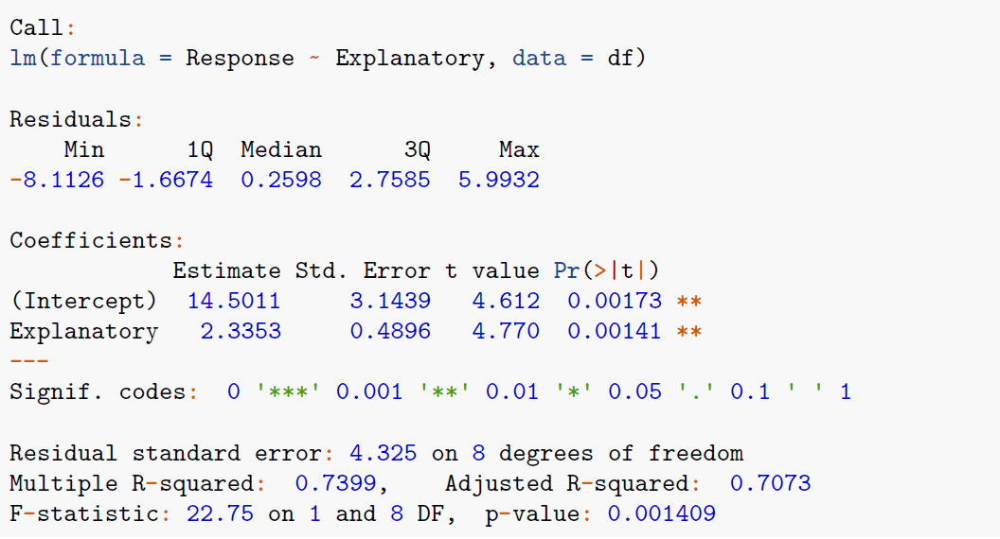 Call:
lm(formula = Response ~ Explanatory, data = df)
Residuals:
Min 1Q Median 3Q Max
-8.1126 -1.6674 0.2598 2.7585 5.9932
Coefficients:
Estimate Std. Error t value Pr(>|t|)
(Intercept) 14.5011 3.1439 4.612 0.00173 **
Explanatory 2.3353 0.4896 4.770 0.00141 **
---
Signif. codes: 0 '***' 0.001 '**' 0.01 '*' 0.05 '.' 0.1 ' ' 1
Residual standard error: 4.325 on 8 degrees of freedom
Multiple R-squared: 0.7399, Adjusted R-squared: 0.7073
F-statistic: 22.75 on 1 and 8 DF, p-value: 0.001409